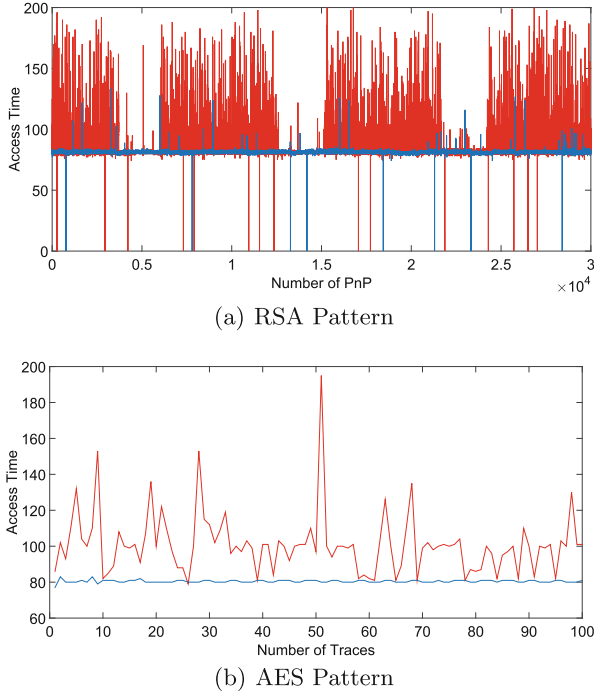 200
150
100
50
0
Access Time
0 0.5 1 1.5 2 2.5 3
Number of PnP
×10^4
(a) RSA Pattern
200
180
160
140
120
100
80
60
Access Time
0 10 20 30 40 50 60 70 80 90 100
Number of Traces
(b) AES Pattern